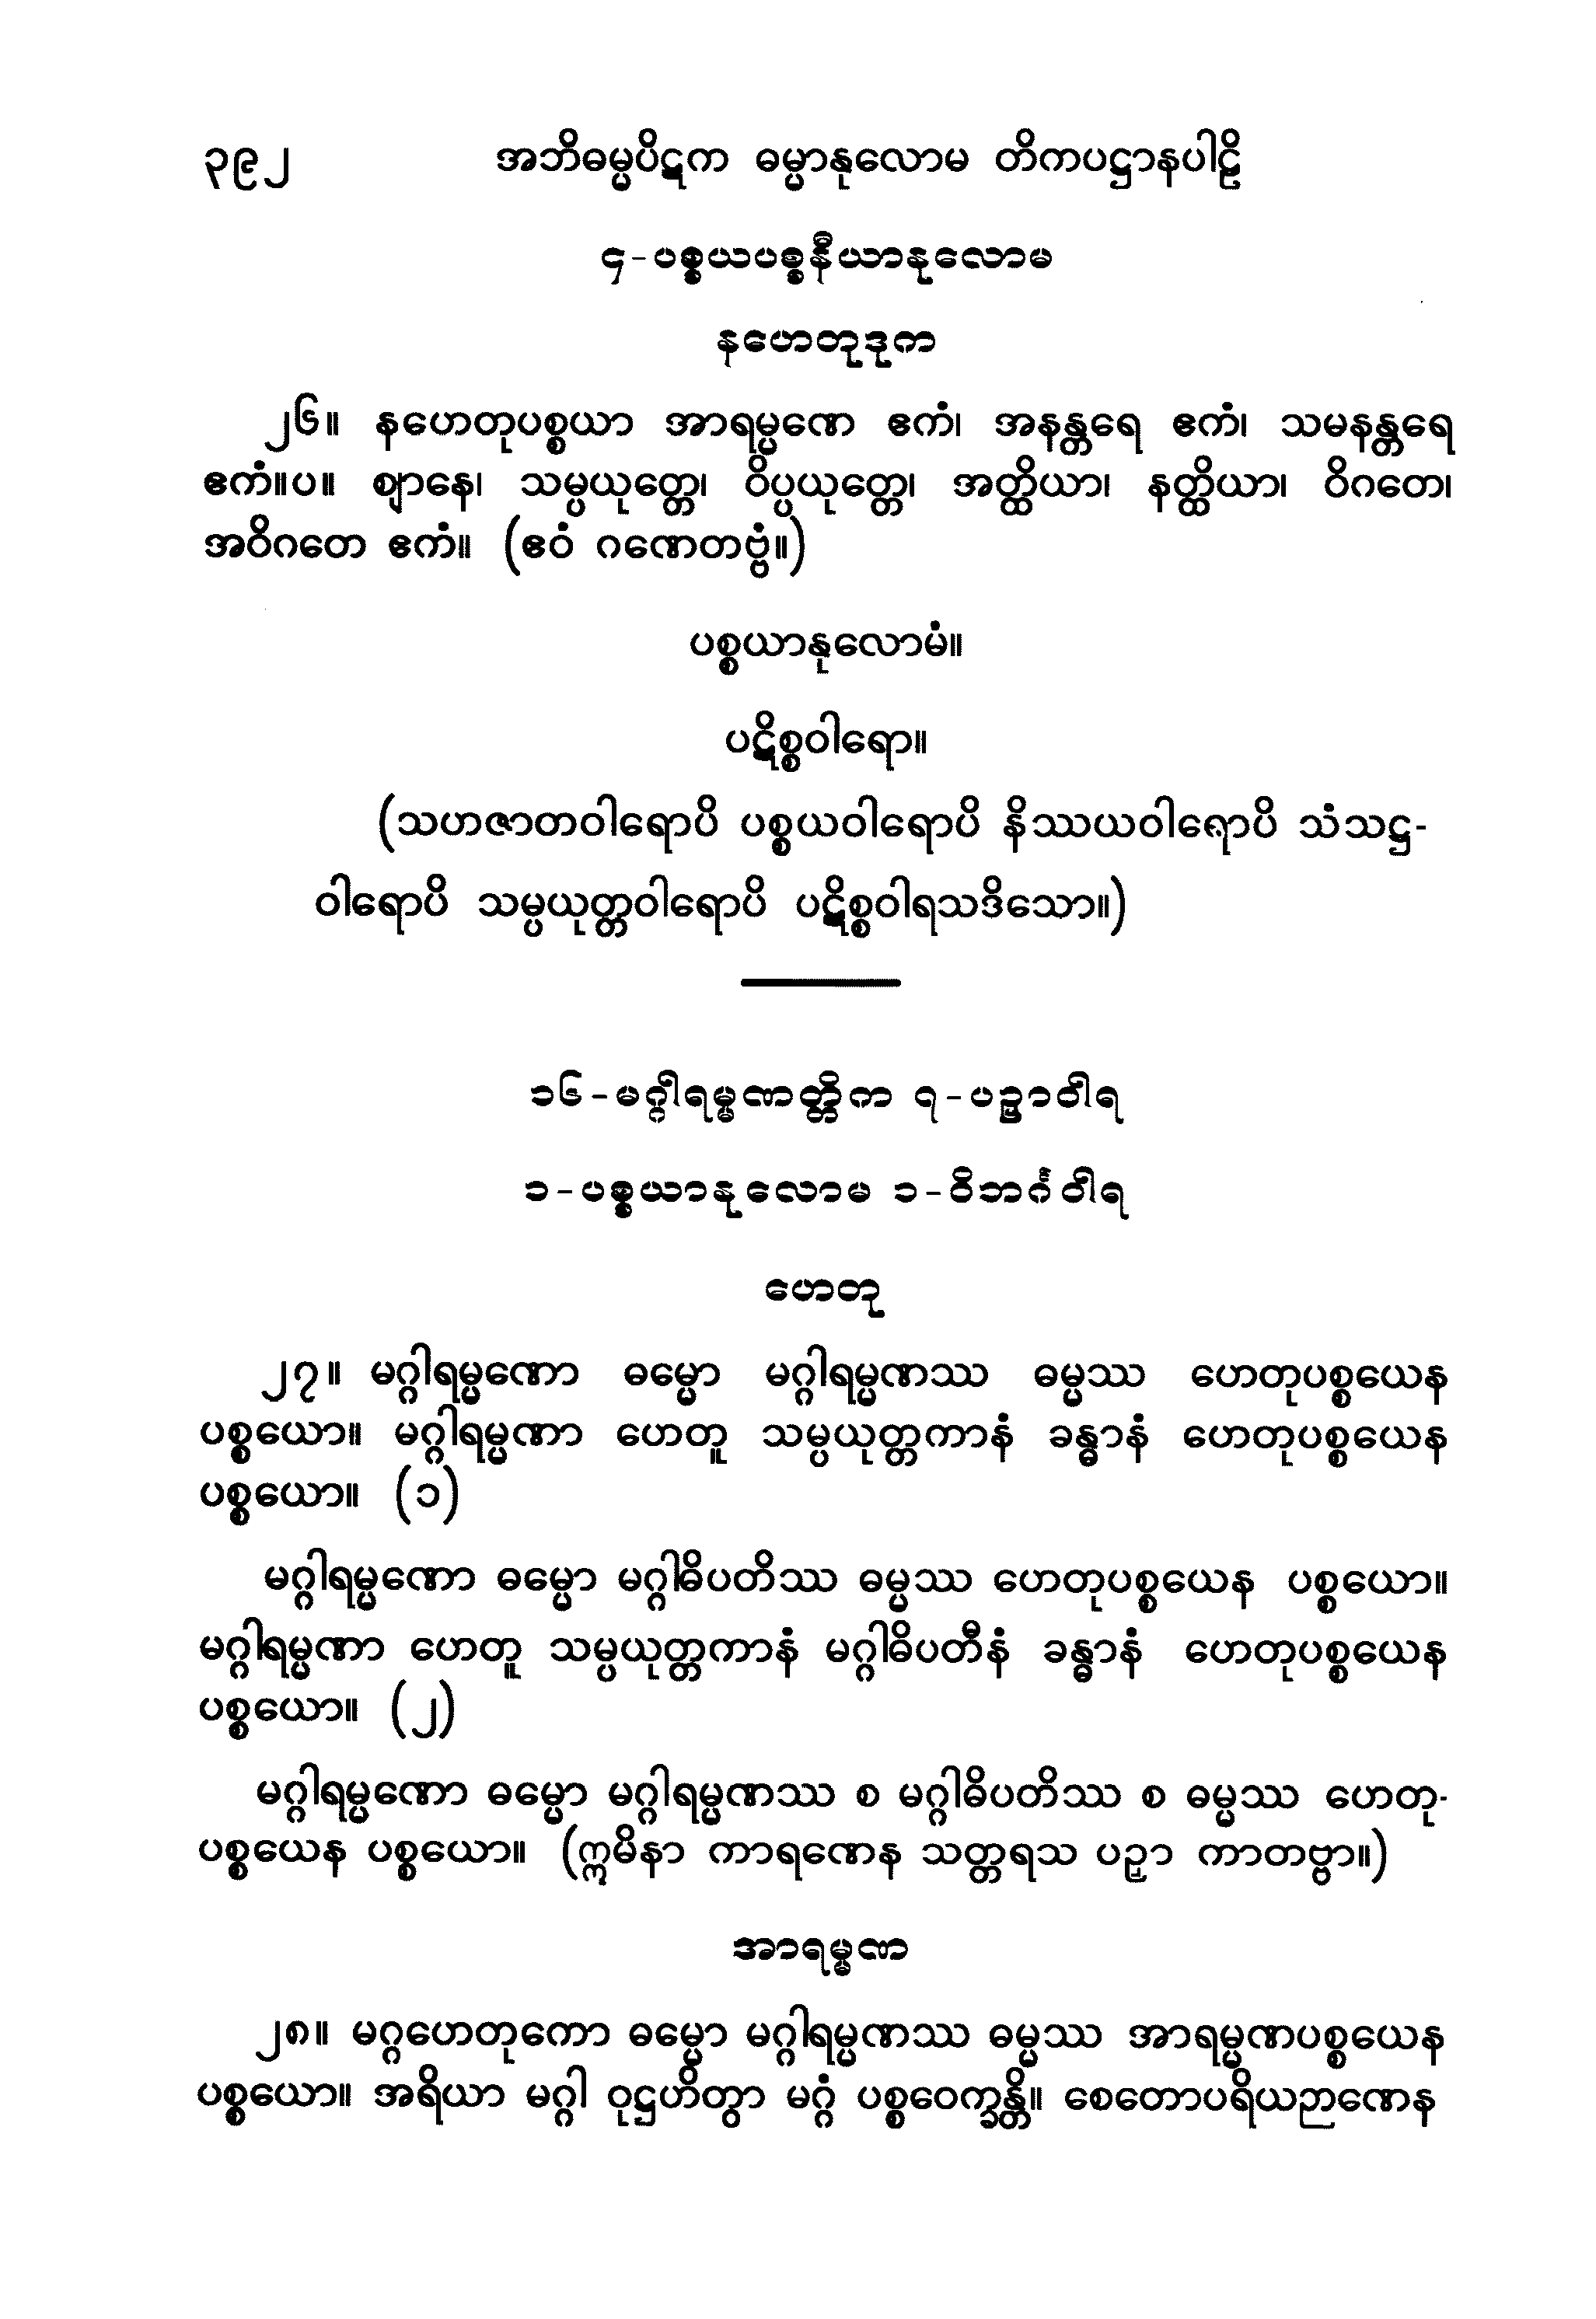 ၃၉၂ အဘိဓမ္မပိဋက ဓမ္မာနုလောမ တိကပဋ္ဌာနပါဠိ
၄-ပစ္စယပစ္စနီယာနုလောမ
နဟေတုဒုက
၂၆။ နဟေတုပစ္စယာ အာရမ္မဏေ ဧကံ၊ အနန္တရေ ဧကံ၊ သမနန္တရေ
ဧကံ။ပ။ ဈာနေ၊ သမ္ပယုတ္တေ၊ ဝိပ္ပယုတ္တေ၊ အတ္ထိယာ၊ နတ္ထိယာ၊ ဝိဂတေ၊
အဝိဂတေ ဧကံ။ (ဧဝံ ဂဏေတဗ္ဗံ။)
ပစ္စယာနုလောမံ။
ပဋိစ္စဝါရော။
(သဟဇာတဝါရောပိ ပစ္စယဝါရောပိ နိဿယဝါရောပိ သံသဋ္ဌ-
ဝါရောပိ သမ္ပယုတ္တဝါရောပိ ပဋိစ္စဝါရသဒိသော။)
၁၆-မဂ္ဂါရမ္မဏတ္တိက ၇-ပဉှာဝါရ
၁-ပစ္စယာနုလောမ ၁-ဝိဘင်္ဂဝါရ
ဟေတု
၂၇။ မဂ္ဂါရမ္မဏော ဓမ္မော မဂ္ဂါရမ္မဏဿ ဓမ္မဿ ဟေတုပစ္စယေန
ပစ္စယော။ မဂ္ဂါရမ္မဏာ ဟေတူ သမ္ပယုတ္တကာနံ ခန္ဓာနံ ဟေတုပစ္စယေန
ပစ္စယော။ (၁)
မဂ္ဂါရမ္မဏော ဓမ္မော မဂ္ဂါဓိပတိဿ ဓမ္မဿ ဟေတုပစ္စယေန ပစ္စယော။
မဂ္ဂါရမ္မဏာ ဟေတူ သမ္ပယုတ္တကာနံ မဂ္ဂါဓိပတီနံ ခန္ဓာနံ ဟေတုပစ္စယေန
ပစ္စယော။ (၂)
မဂ္ဂါရမ္မဏော ဓမ္မော မဂ္ဂါရမ္မဏဿ စ မဂ္ဂါဓိပတိဿ စ ဓမ္မဿ ဟေတု-
ပစ္စယေန ပစ္စယော။ (ဣမိနာ ကာရဏေန သတ္တရသ ပဉှာ ကာတဗ္ဗာ။)
အာရမ္မဏ
၂၈။ မဂ္ဂဟေတုကော ဓမ္မော မဂ္ဂါရမ္မဏဿ ဓမ္မဿ အာရမ္မဏပစ္စယေန
ပစ္စယော။ အရိယာ မဂ္ဂါ ဝုဋ္ဌဟိတွာ မဂ္ဂံ ပစ္စဝေက္ခန္တိ။ စေတောပရိယဉာဏေန